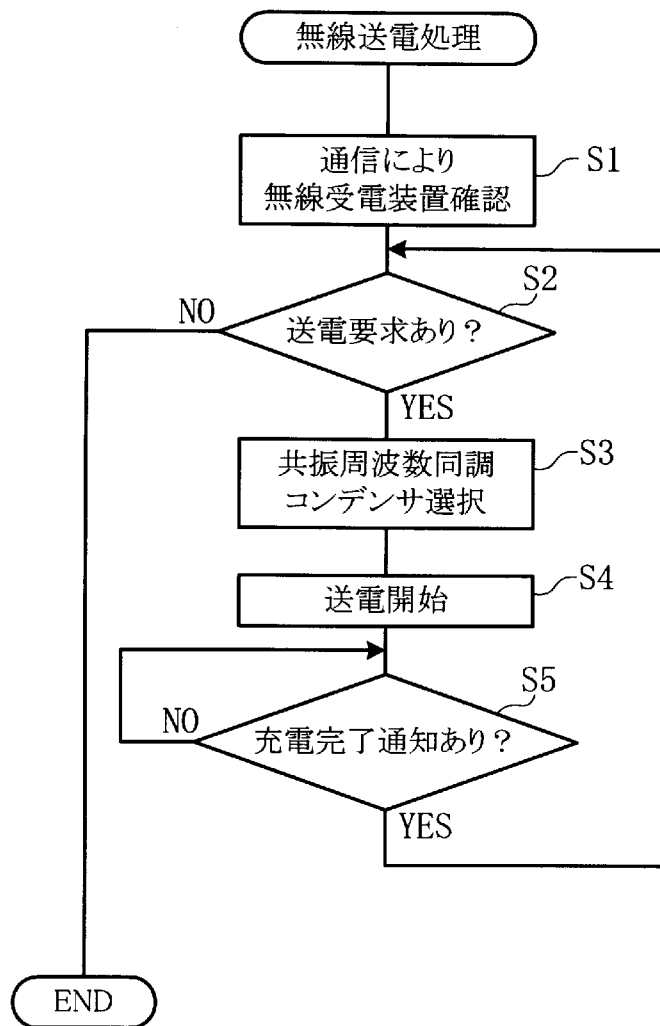 無線送電処理
通信により
無線受電装置確認
S1
S2
NO
送電要求あり?
YES
共振周波数同調
コンデンサ選択
S3
送電開始
S4
S5
NO
充電完了通知あり?
YES
END